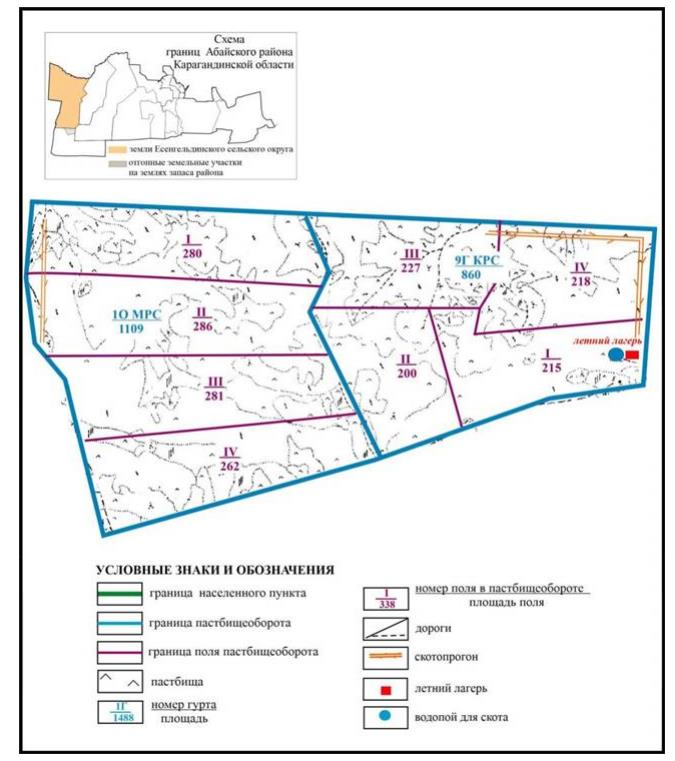 Схема
границ Абайского района
Карагандинской области
земли Есенгельдинского сельского округа
отгонные земельные участки
на землях запаса района
I
280
III
227
9Г КРС
860
IV
218
1О МРС
1109
II
286
летний лагерь
III
281
II
200
I
215
IV
262
УСЛОВНЫЕ ЗНАКИ И ОБОЗНАЧЕНИЯ
граница населенного пункта
граница пастбищеоборота
граница поля пастбищеоборота
пастбища
1Г
1488
номер гурта
площадь
I
338
номер поля в пастбищеобороте
площадь поля
дороги
скотопрогон
летний лагерь
водопой для скота